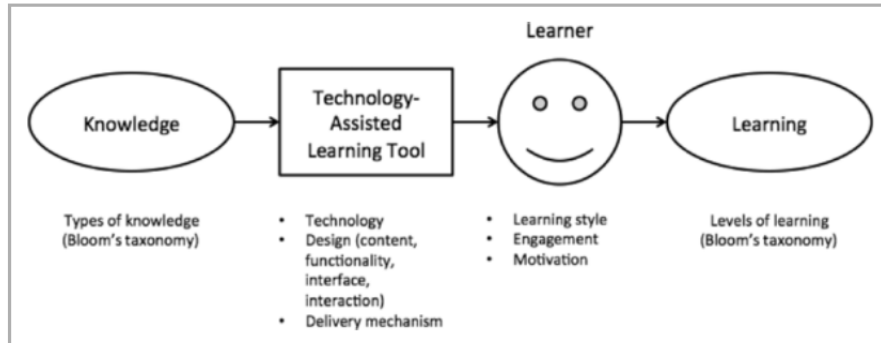 Learner
Knowledge
Technology-
Assisted
Learning Tool
Learning
Types of knowledge
(Bloom's taxonomy)
• Technology
• Design (content,
functionality,
interface,
interaction)
• Delivery mechanism
• Learning style
• Engagement
• Motivation
Levels of learning
(Bloom's taxonomy)